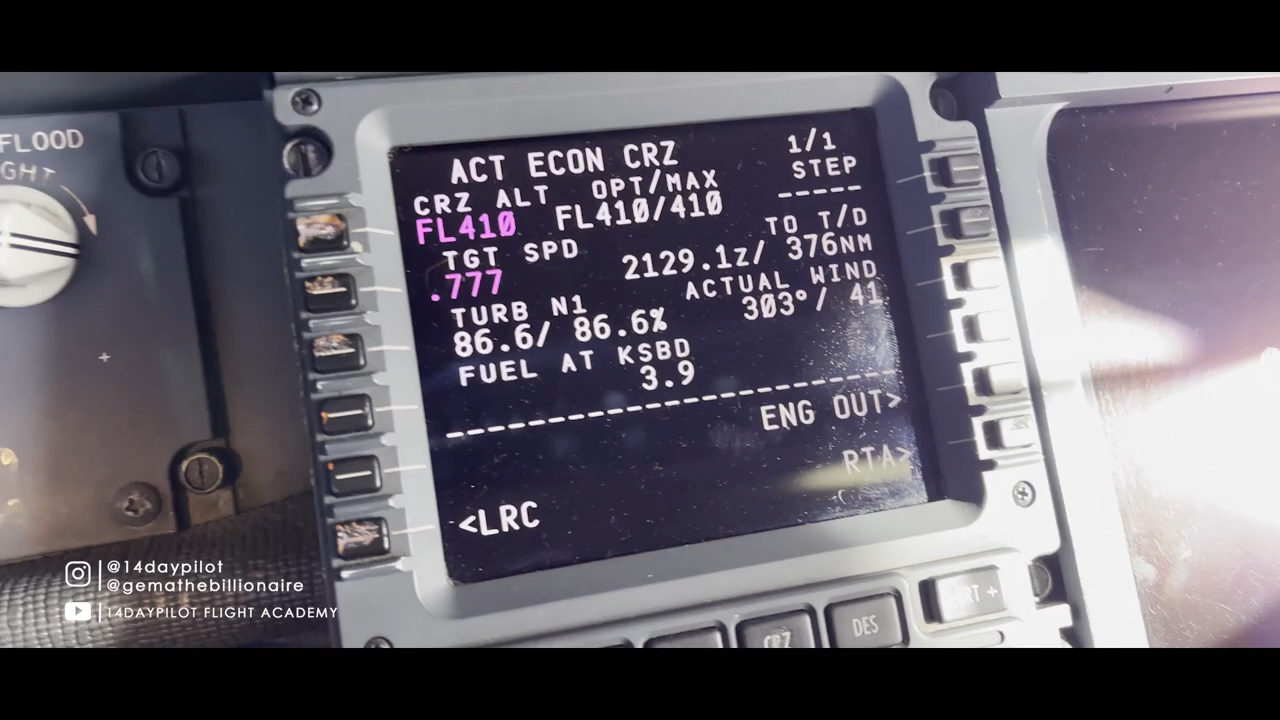 FLOOD
GHT
ACT ECON CRZ 1/1
CRZ ALT OPT/MAX STEP
FL410 FL410/410 -----
TGT SPD TO T/D
.777 2129.1z/ 376NM
TURB N1 ACTUAL WIND
86.6/ 86.6% 303°/ 41
FUEL AT KSBD
3.9
------------------------
ENG OUT>
RTA>
<LRC
CRZ
DES
RT +
@14daypilot
@gemathebillionaire
14DAYPILOT FLIGHT ACADEMY